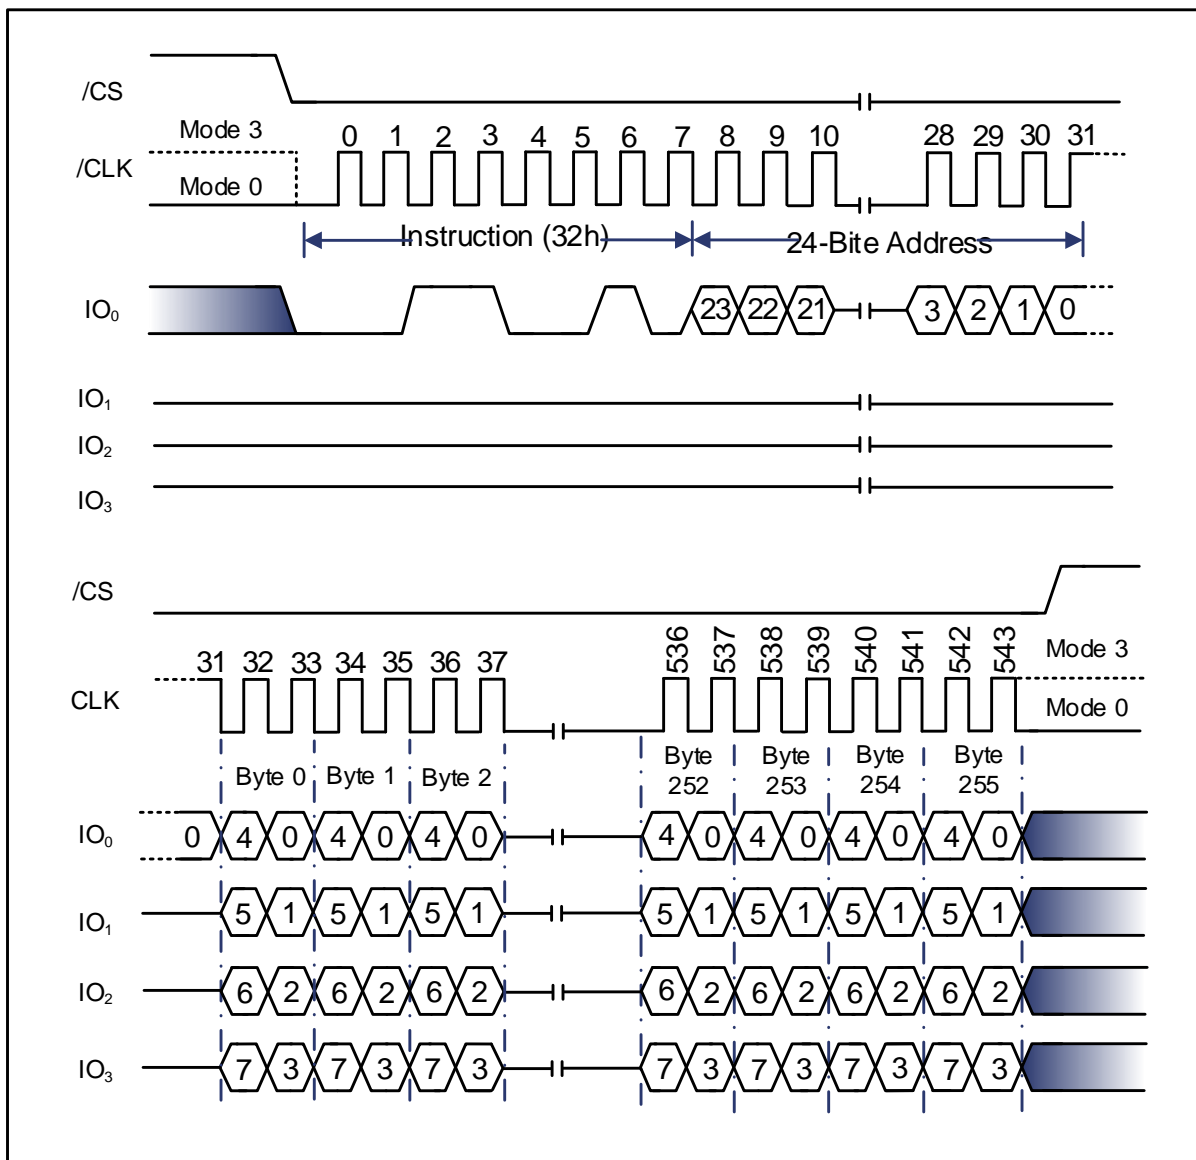 /CS
Mode 3
0 1 2 3 4 5 6 7 8 9 10 28 29 30 31
/CLK
Mode 0
Instruction (32h) 24-Bite Address
IO₀ 23 22 21 3 2 1 0
IO₁
IO₂
IO₃
/CS
31 32 33 34 35 36 37 536 537 538 539 540 541 542 543 Mode 3
CLK Mode 0
Byte 0 Byte 1 Byte 2 Byte 252 Byte 253 Byte 254 Byte 255
IO₀ 0 4 0 4 0 4 0 4 0 4 0 4 0 4 0
IO₁ 5 1 5 1 5 1 5 1 5 1 5 1 5 1
IO₂ 6 2 6 2 6 2 6 2 6 2 6 2 6 2
IO₃ 7 3 7 3 7 3 7 3 7 3 7 3 7 3